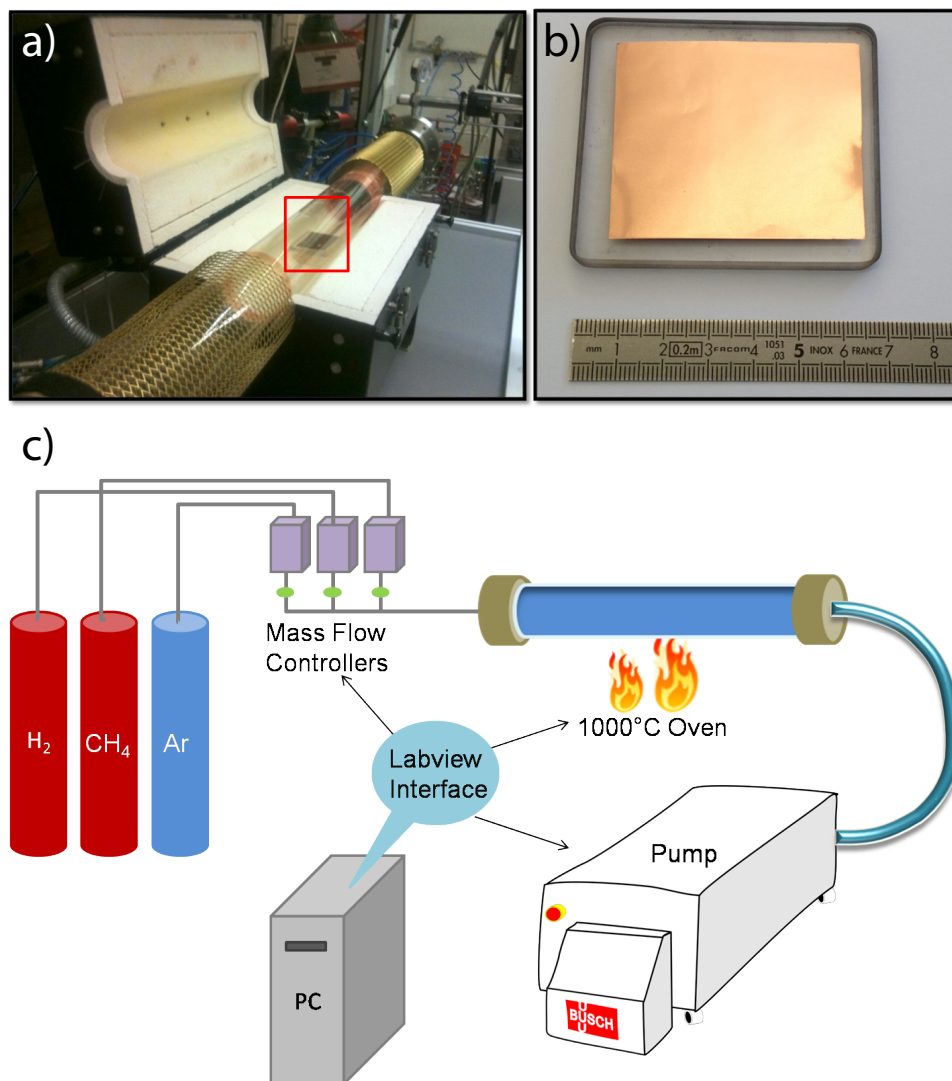 a)
b)
mm 1 2 0.2m 3 FACOM 4 1051 .03 5 INOX 6 FRANCE 7 8
c)
Mass Flow
Controllers
H₂
CH₄
Ar
1000°C Oven
Labview
Interface
Pump
PC
BUSCH